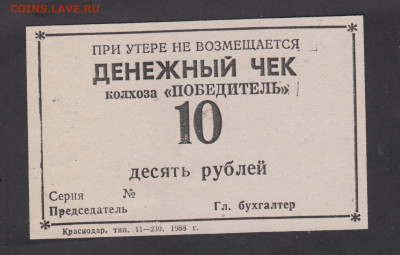 COINS.LAVE.RU
ПРИ УТЕРЕ НЕ ВОЗМЕЩАЕТСЯ
ДЕНЕЖНЫЙ ЧЕК
колхоза «ПОБЕДИТЕЛЬ»
10
десять рублей
Серия №
Председатель Гл. бухгалтер
Краснодар, тип. 11—230, 1988 г.